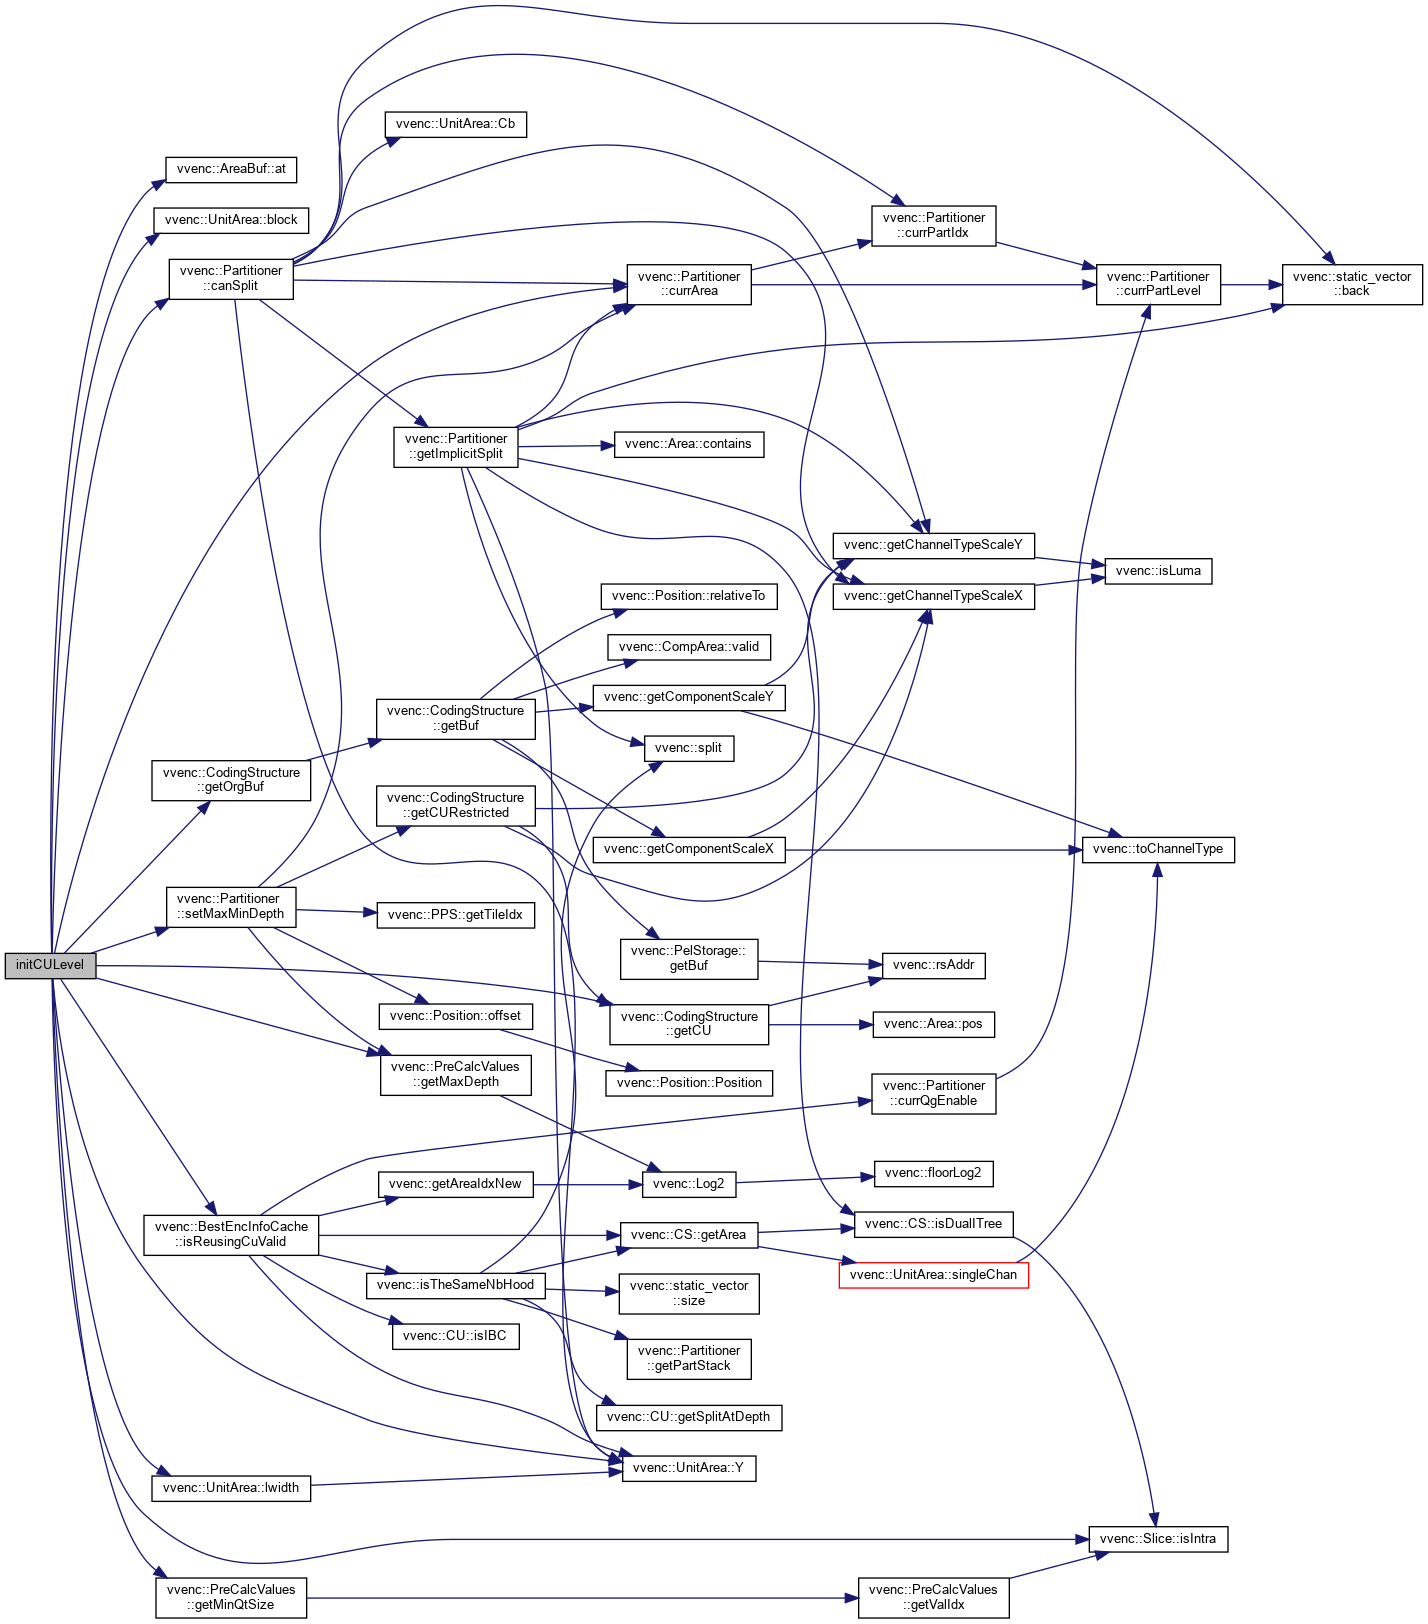 initCULevel
vvenc::AreaBuf::at
vvenc::UnitArea::block
vvenc::Partitioner
::canSplit
vvenc::CodingStructure
::getOrgBuf
vvenc::Partitioner
::setMaxMinDepth
vvenc::BestEncInfoCache
::isReusingCuValid
vvenc::UnitArea::lwidth
vvenc::PreCalcValues
::getMinQtSize
vvenc::UnitArea::Cb
vvenc::Partitioner
::getImplicitSplit
vvenc::CodingStructure
::getBuf
vvenc::CodingStructure
::getCURestricted
vvenc::PPS::getTileIdx
vvenc::Position::offset
vvenc::PreCalcValues
::getMaxDepth
vvenc::getAreaIdxNew
vvenc::isTheSameNbHood
vvenc::CU::isIBC
vvenc::Partitioner
::currArea
vvenc::Area::contains
vvenc::Position::relativeTo
vvenc::CompArea::valid
vvenc::getComponentScaleY
vvenc::split
vvenc::getComponentScaleX
vvenc::PelStorage::
getBuf
vvenc::CodingStructure
::getCU
vvenc::Position::Position
vvenc::Log2
vvenc::CS::getArea
vvenc::static_vector
::size
vvenc::Partitioner
::getPartStack
vvenc::CU::getSplitAtDepth
vvenc::UnitArea::Y
vvenc::Partitioner
::currPartIdx
vvenc::getChannelTypeScaleY
vvenc::getChannelTypeScaleX
vvenc::rsAddr
vvenc::Area::pos
vvenc::Partitioner
::currQgEnable
vvenc::floorLog2
vvenc::CS::isDualITree
vvenc::UnitArea::singleChan
vvenc::PreCalcValues
::getValIdx
vvenc::Partitioner
::currPartLevel
vvenc::isLuma
vvenc::toChannelType
vvenc::Slice::isIntra
vvenc::static_vector
::back